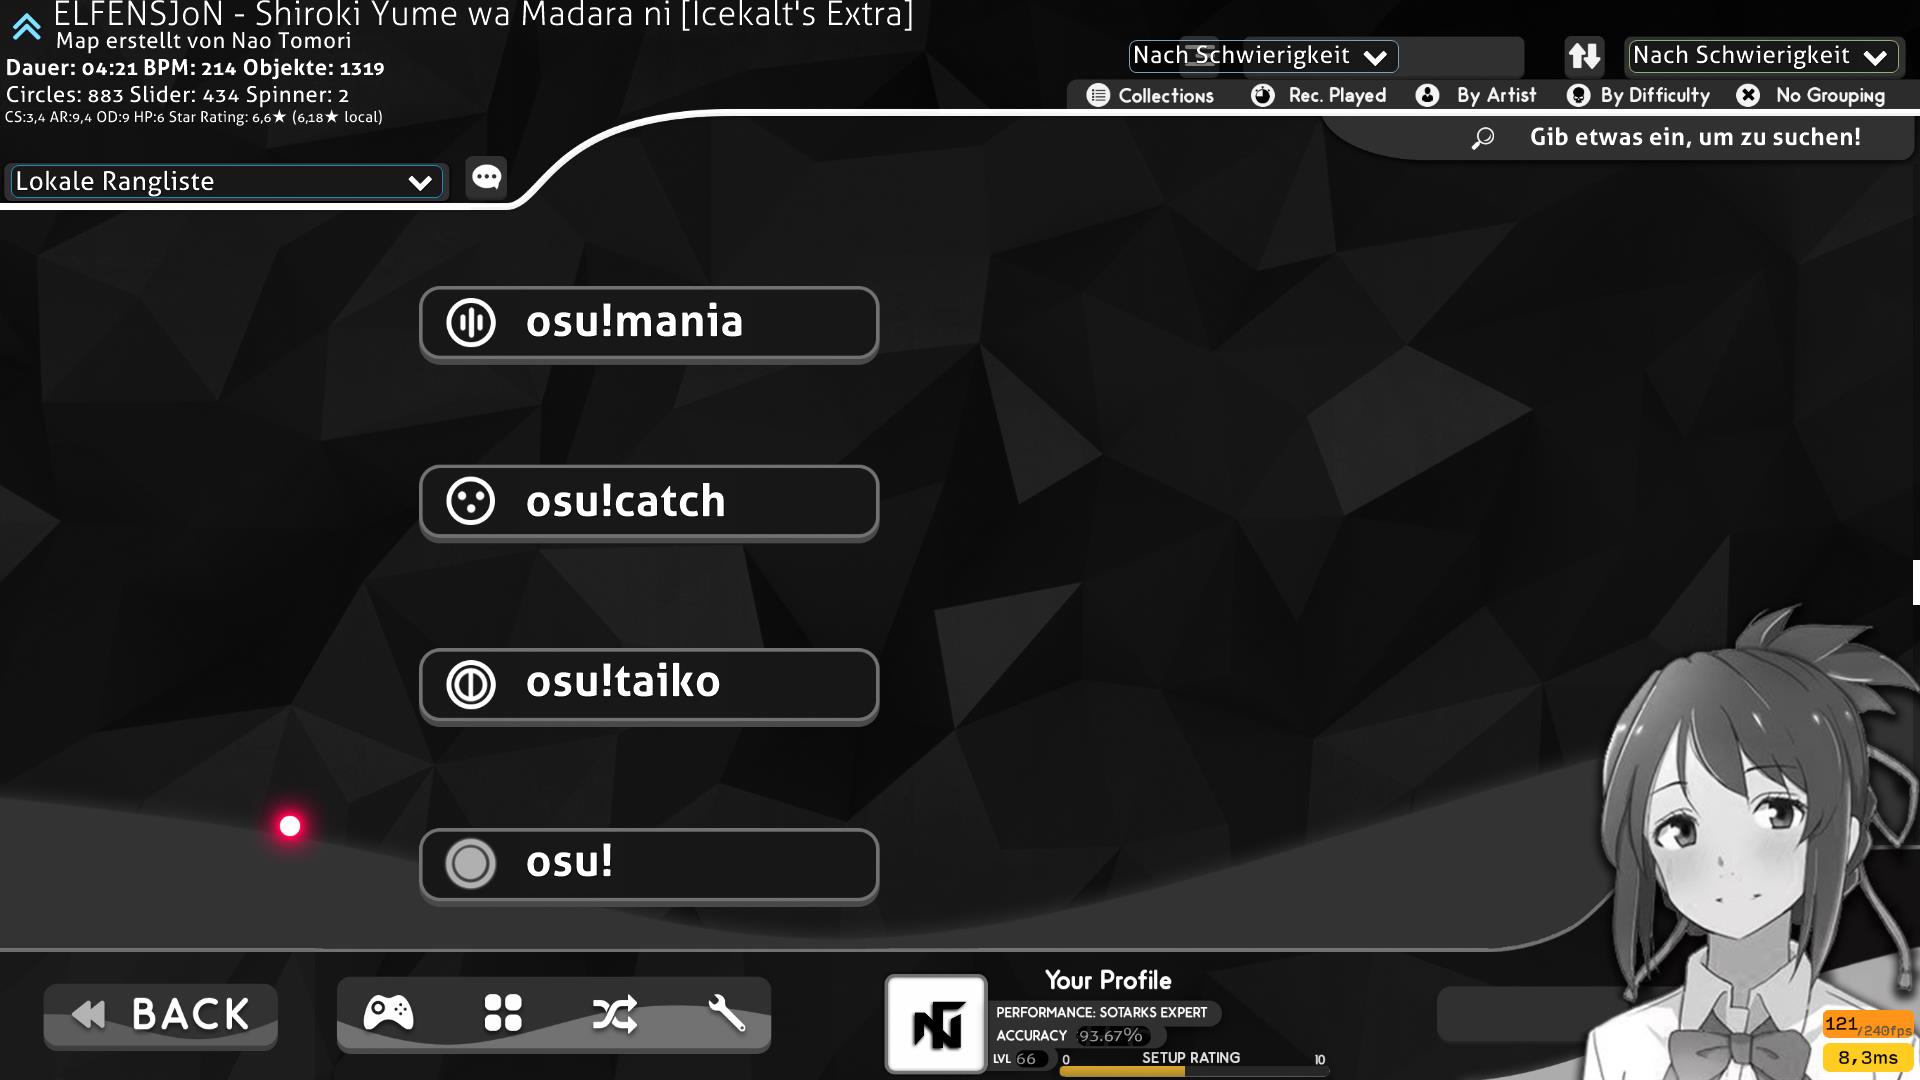 ELFENSJoN - Shiroki Yume wa Madara ni [Icekalt's Extra]
Map erstellt von Nao Tomori
Dauer: 04:21 BPM: 214 Objekte: 1319
Circles: 883 Slider: 434 Spinner: 2
CS:3,4 AR:9,4 OD:9 HP:6 Star Rating: 6,6★ (6,18★ local)
Nach Schwierigkeit
Nach Schwierigkeit
Collections
Rec. Played
By Artist
By Difficulty
No Grouping
Gib etwas ein, um zu suchen!
Lokale Rangliste
osu!mania
osu!catch
osu!taiko
osu!
BACK
Your Profile
PERFORMANCE: SOTARKS EXPERT
ACCURACY 93.67%
LVL 66
0 SETUP RATING 10
121/240fps
8,3ms